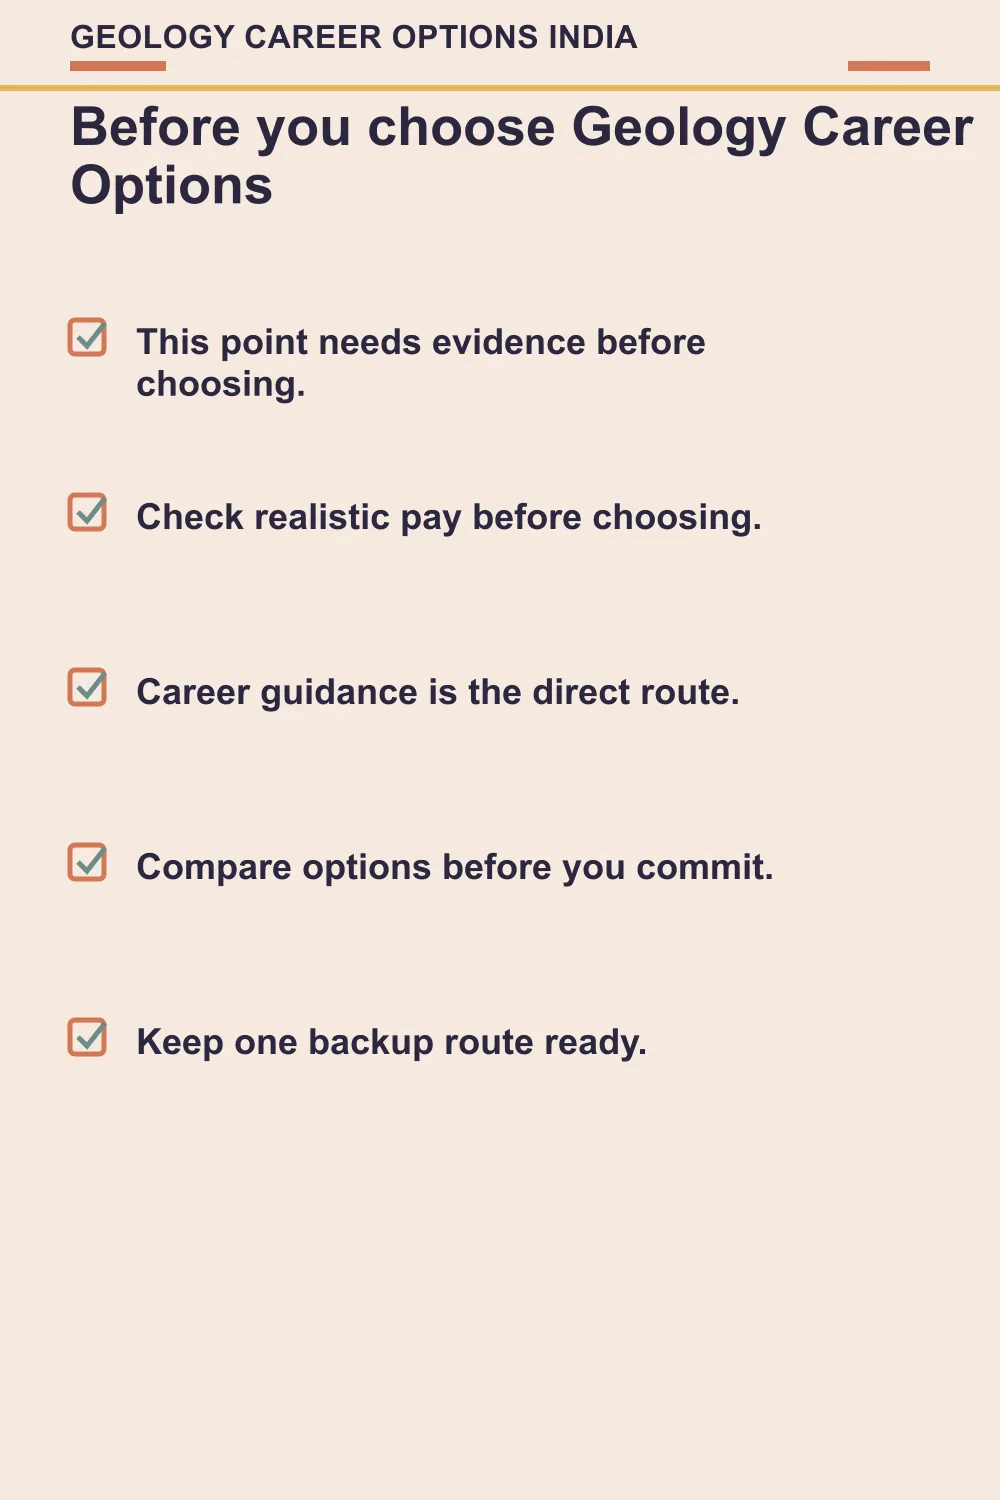 GEOLOGY CAREER OPTIONS INDIA
Before you choose Geology Career
Options
This point needs evidence before
choosing.
Check realistic pay before choosing.
Career guidance is the direct route.
Compare options before you commit.
Keep one backup route ready.